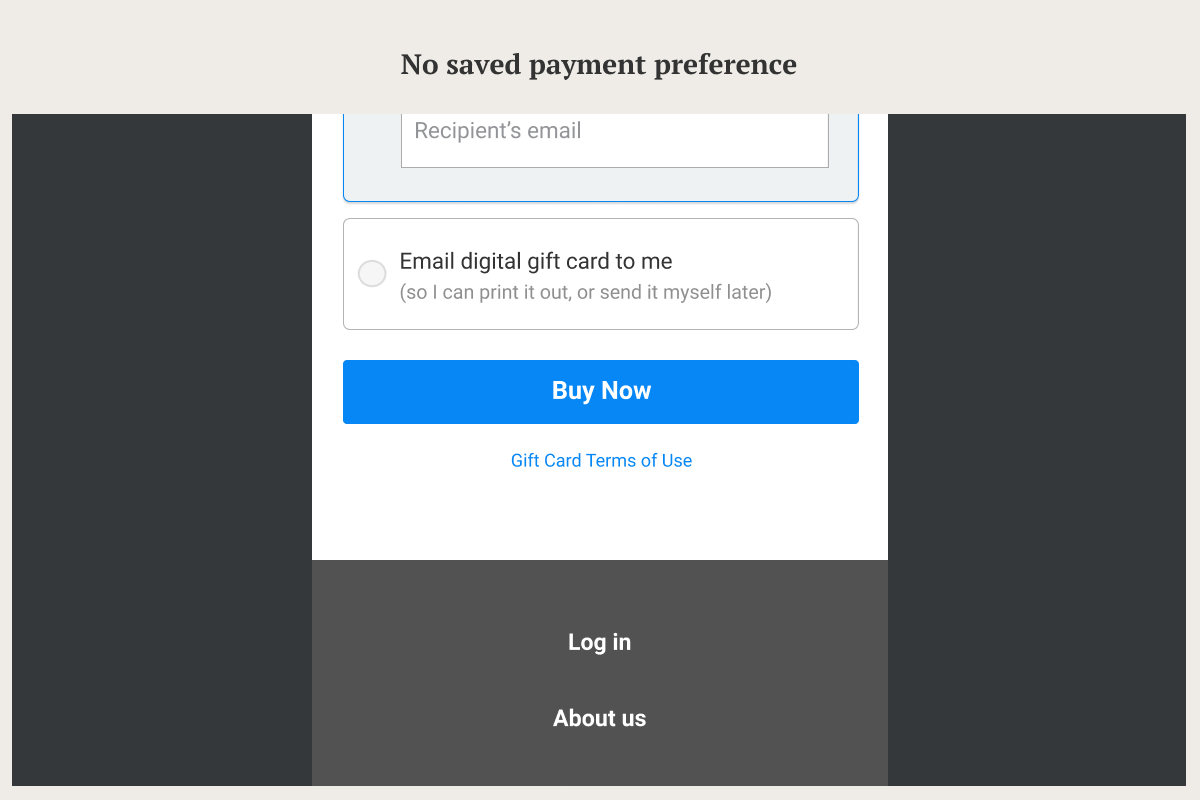 No saved payment preference
Recipient’s email
Email digital gift card to me
(so I can print it out, or send it myself later)
Buy Now
Gift Card Terms of Use
Log in
About us